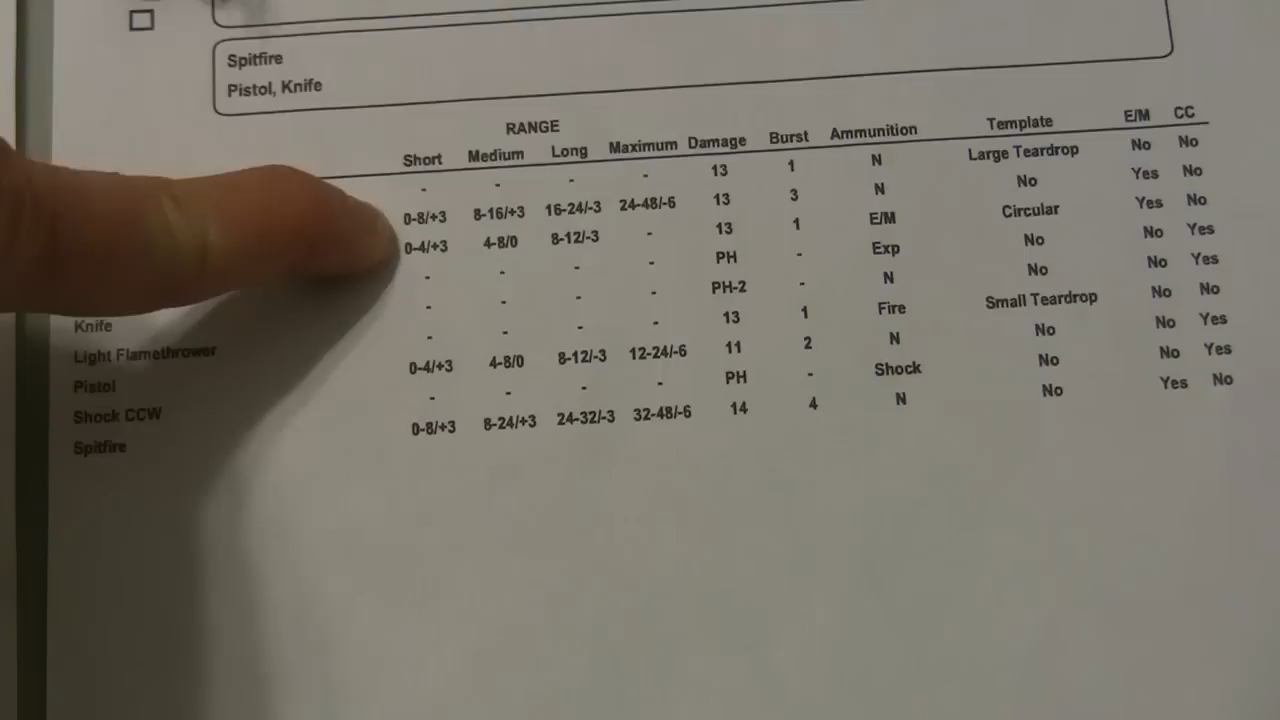 Spitfire
Pistol, Knife
RANGE
Short Medium Long Maximum Damage Burst Ammunition Template E/M CC
- - - - 13 1 N Large Teardrop No No
0-8/+3 8-16/+3 16-24/-3 24-48/-6 13 3 N No Yes No
0-4/+3 4-8/0 8-12/-3 - 13 1 E/M Circular Yes No
- - - - PH - Exp No No Yes
Knife - - - - PH-2 - N No No Yes
Light Flamethrower - - - - 13 1 Fire Small Teardrop No No
Pistol 0-4/+3 4-8/0 8-12/-3 12-24/-6 11 2 N No No Yes
Shock CCW - - - - PH - Shock No No Yes
Spitfire 0-8/+3 8-24/+3 24-32/-3 32-48/-6 14 4 N No Yes No